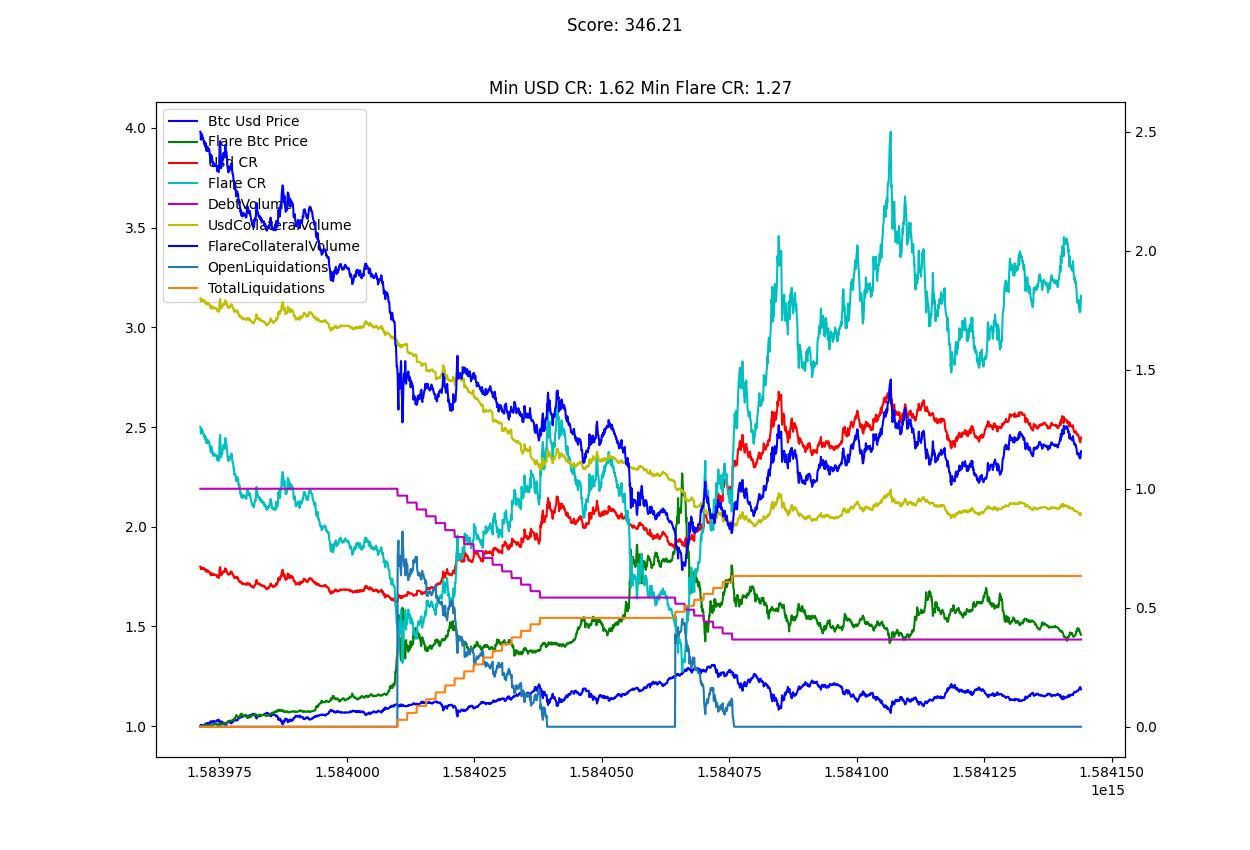 Score: 346.21
Min USD CR: 1.62 Min Flare CR: 1.27
Btc Usd Price
Flare Btc Price
Usd CR
Flare CR
DebtVolume
UsdCollateralVolume
FlareCollateralVolume
OpenLiquidations
TotalLiquidations
4.0
3.5
3.0
2.5
2.0
1.5
1.0
2.5
2.0
1.5
1.0
0.5
0.0
1.583975 1.584000 1.584025 1.584050 1.584075 1.584100 1.584125 1.584150
1e15